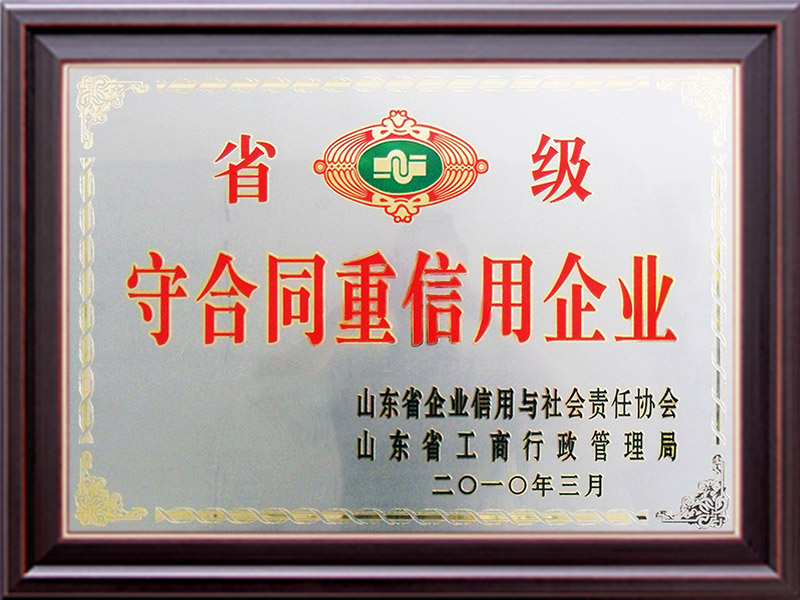 省 级
守合同重信用企业
山东省企业信用与社会责任协会
山东省工商行政管理局
二〇一〇年三月